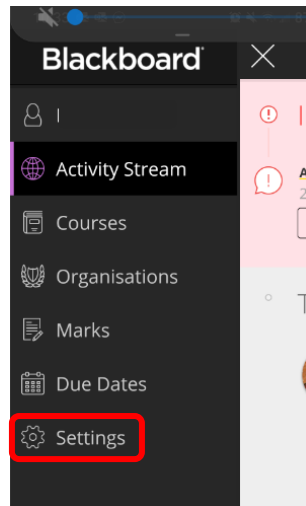 Blackboard
I
Activity Stream
Courses
Organisations
Marks
Due Dates
Settings